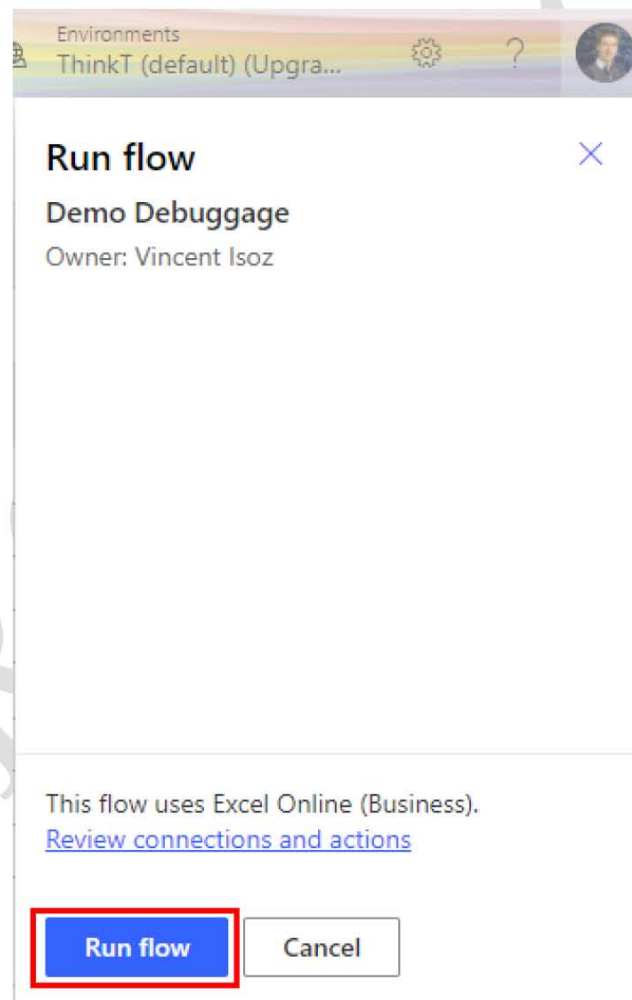 Environments
ThinkT (default) (Upgra...
?
Run flow
Demo Debuggage
Owner: Vincent Isoz
This flow uses Excel Online (Business).
Review connections and actions
Run flow
Cancel